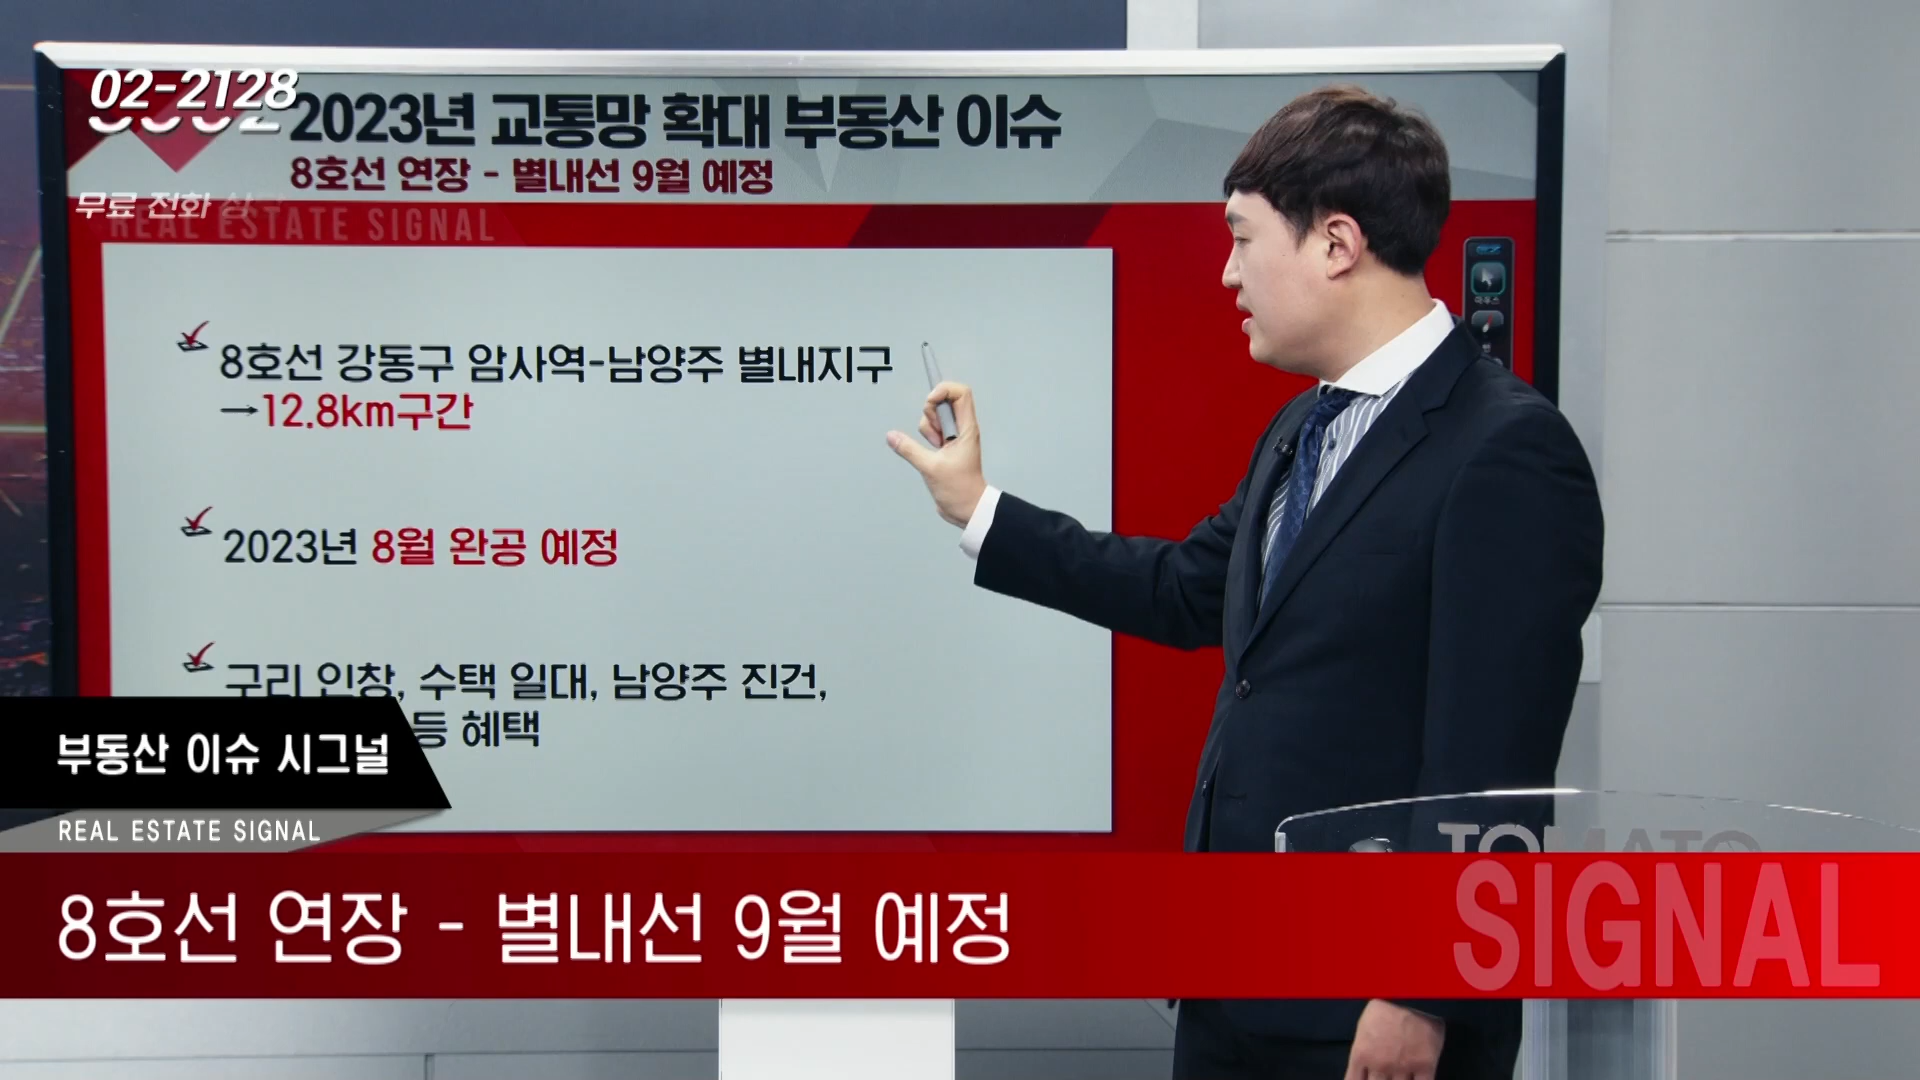 02-2128
2023년 교통망 확대 부동산 이슈
8호선 연장 - 별내선 9월 예정
무료 전화
REAL ESTATE SIGNAL
마우스
8호선 강동구 암사역-남양주 별내지구
→12.8km구간
2023년 8월 완공 예정
구리 인창, 수택 일대, 남양주 진건,
등 혜택
부동산 이슈 시그널
REAL ESTATE SIGNAL
TOMATO
8호선 연장 - 별내선 9월 예정
SIGNAL